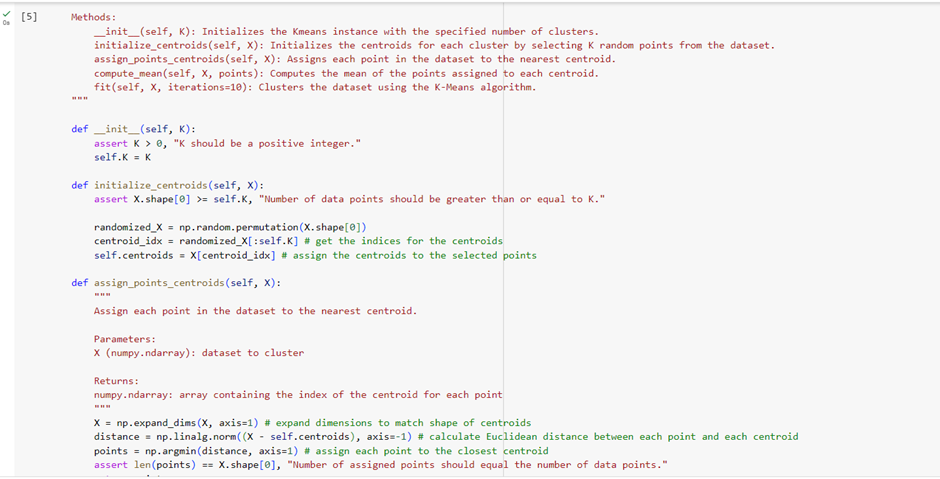 [5]
Methods:
__init__(self, K): Initializes the Kmeans instance with the specified number of clusters.
initialize_centroids(self, X): Initializes the centroids for each cluster by selecting K random points from the dataset.
assign_points_centroids(self, X): Assigns each point in the dataset to the nearest centroid.
compute_mean(self, X, points): Computes the mean of the points assigned to each centroid.
fit(self, X, iterations=10): Clusters the dataset using the K-Means algorithm.
"""
def __init__(self, K):
assert K > 0, "K should be a positive integer."
self.K = K
def initialize_centroids(self, X):
assert X.shape[0] >= self.K, "Number of data points should be greater than or equal to K."
randomized_X = np.random.permutation(X.shape[0])
centroid_idx = randomized_X[:self.K] # get the indices for the centroids
self.centroids = X[centroid_idx] # assign the centroids to the selected points
def assign_points_centroids(self, X):
"""
Assign each point in the dataset to the nearest centroid.
Parameters:
X (numpy.ndarray): dataset to cluster
Returns:
numpy.ndarray: array containing the index of the centroid for each point
"""
X = np.expand_dims(X, axis=1) # expand dimensions to match shape of centroids
distance = np.linalg.norm((X - self.centroids), axis=-1) # calculate Euclidean distance between each point and each centroid
points = np.argmin(distance, axis=1) # assign each point to the closest centroid
assert len(points) == X.shape[0], "Number of assigned points should equal the number of data points."